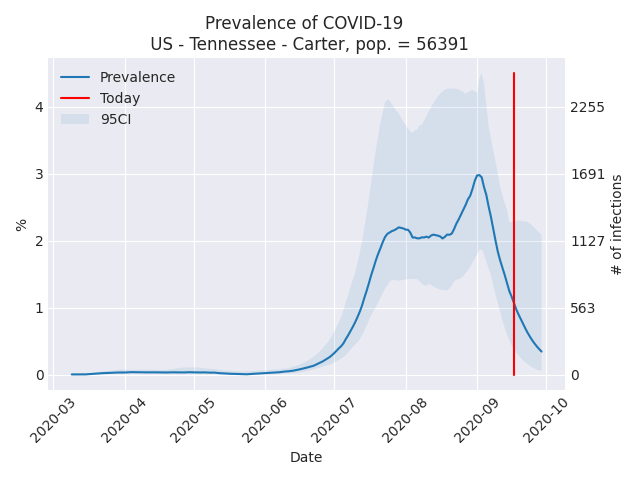 Prevalence of COVID-19
US - Tennessee - Carter, pop. = 56391
Prevalence
Today
95CI
4
3
2
1
0
%
2255
1691
1127
563
0
# of infections
2020-03
2020-04
2020-05
2020-06
2020-07
2020-08
2020-09
2020-10
Date